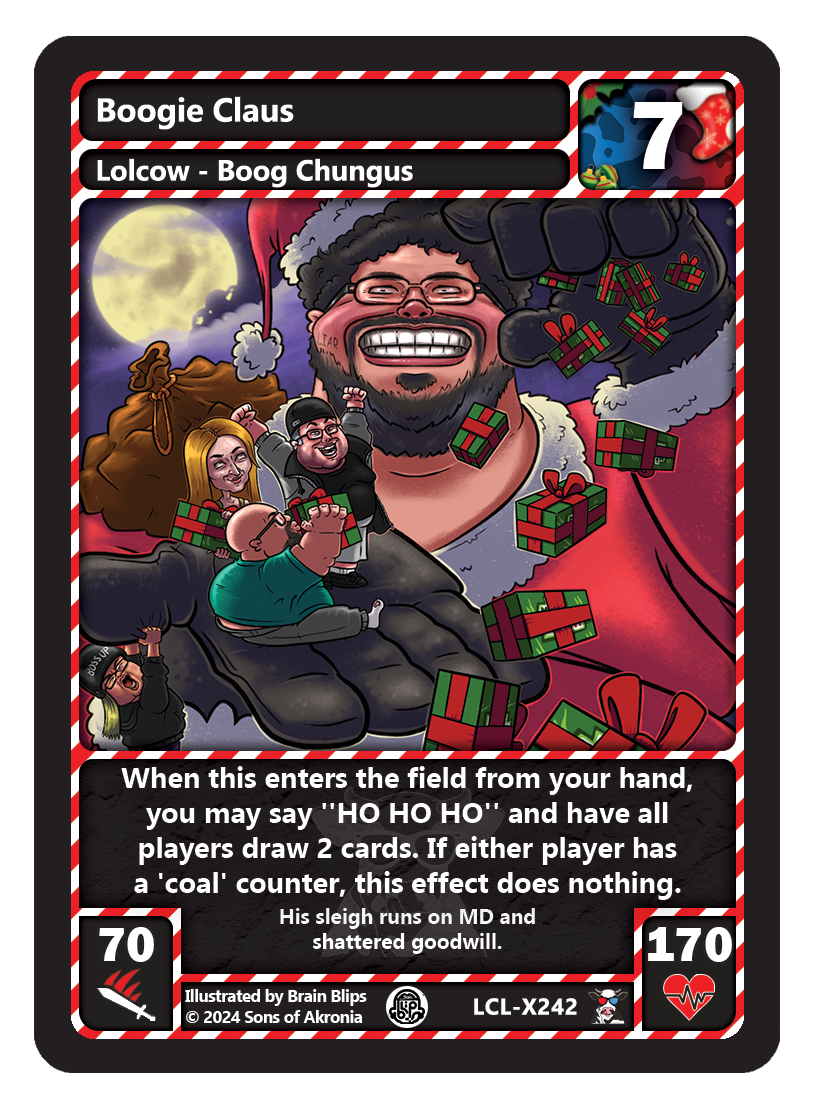 Boogie Claus
7
Lolcow - Boog Chungus
LIAR
BOSS UP
When this enters the field from your hand,
you may say ''HO HO HO'' and have all
players draw 2 cards. If either player has
a 'coal' counter, this effect does nothing.
His sleigh runs on MD and
shattered goodwill.
70
170
Illustrated by Brain Blips
© 2024 Sons of Akronia
LCL-X242